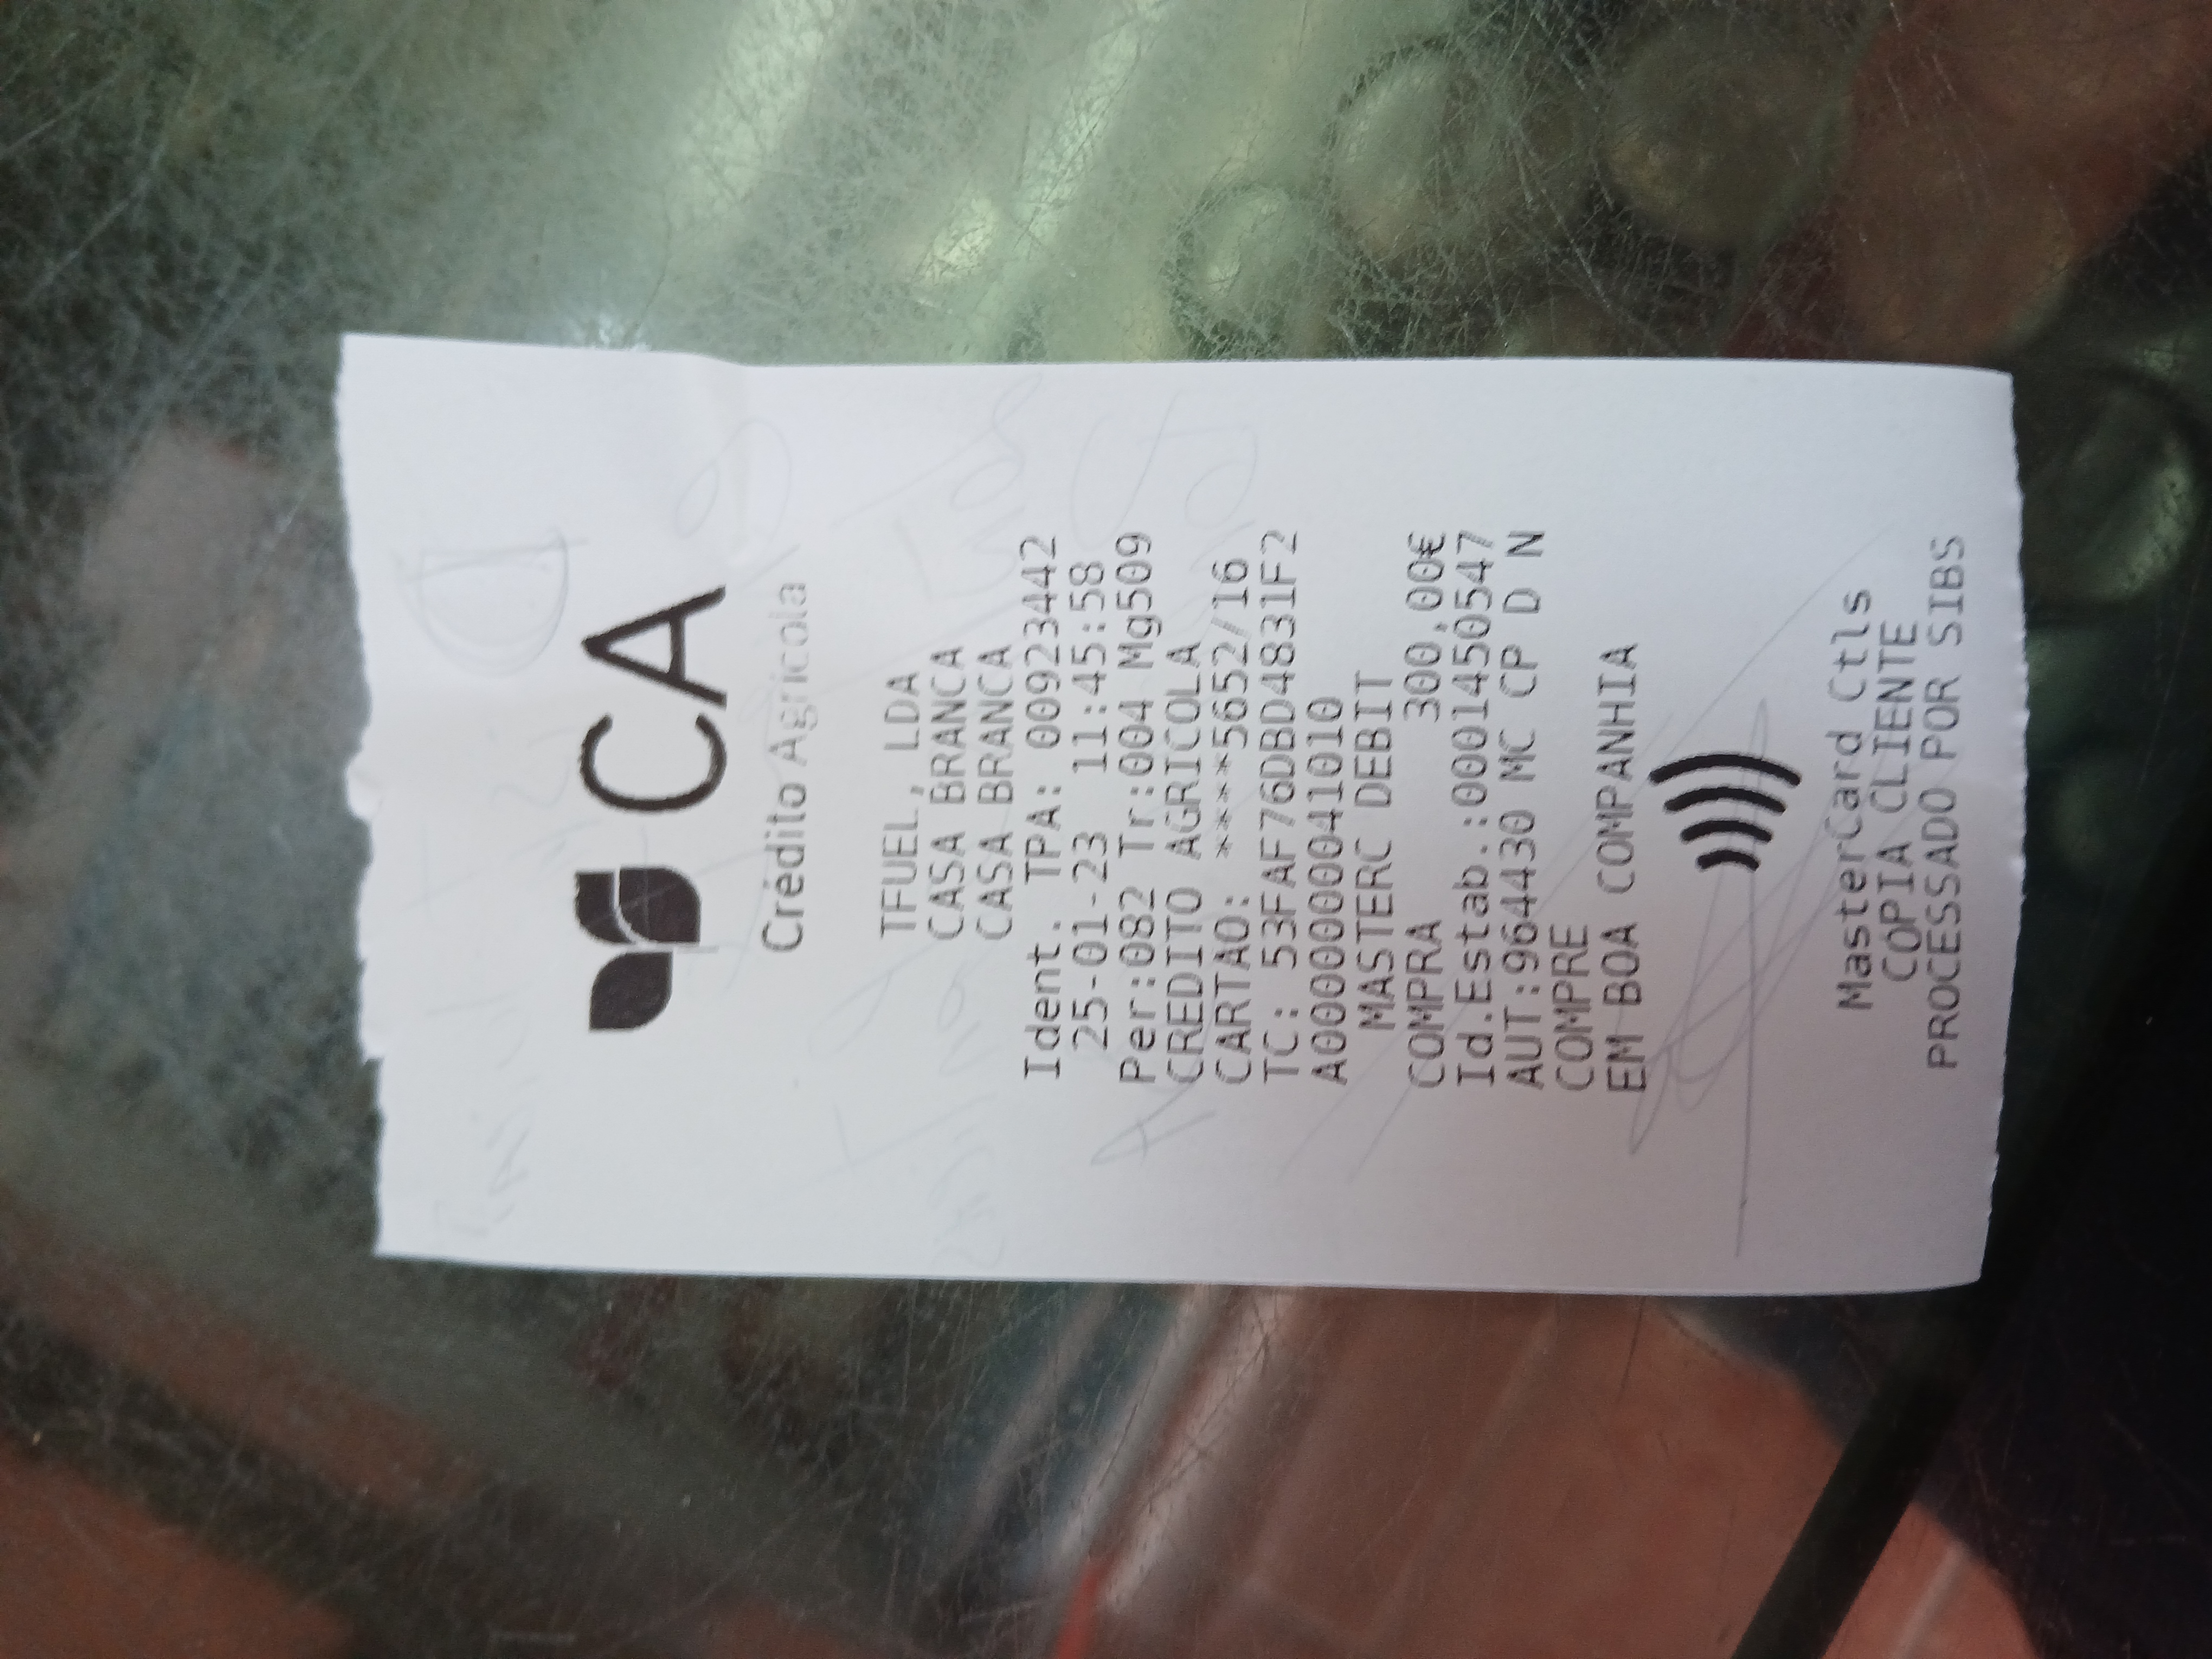 CA
Crédito Agrícola
TFUEL, LDA
CASA BRANCA
CASA BRANCA
Ident. TPA: 00923442
25-01-23 11:45:58
Per:082 Tr:004 Mg509
CREDITO AGRICOLA
CARTAO: ****5652/16
TC: 53FAF76DBD4831F2
A0000000041010
MASTERC DEBIT
COMPRA 300,00€
Id.Estab.:0001450547
AUT:964430 MC CP D N
COMPRE
EM BOA COMPANHIA
MasterCard Ctls
COPIA CLIENTE
PROCESSADO POR SIBS